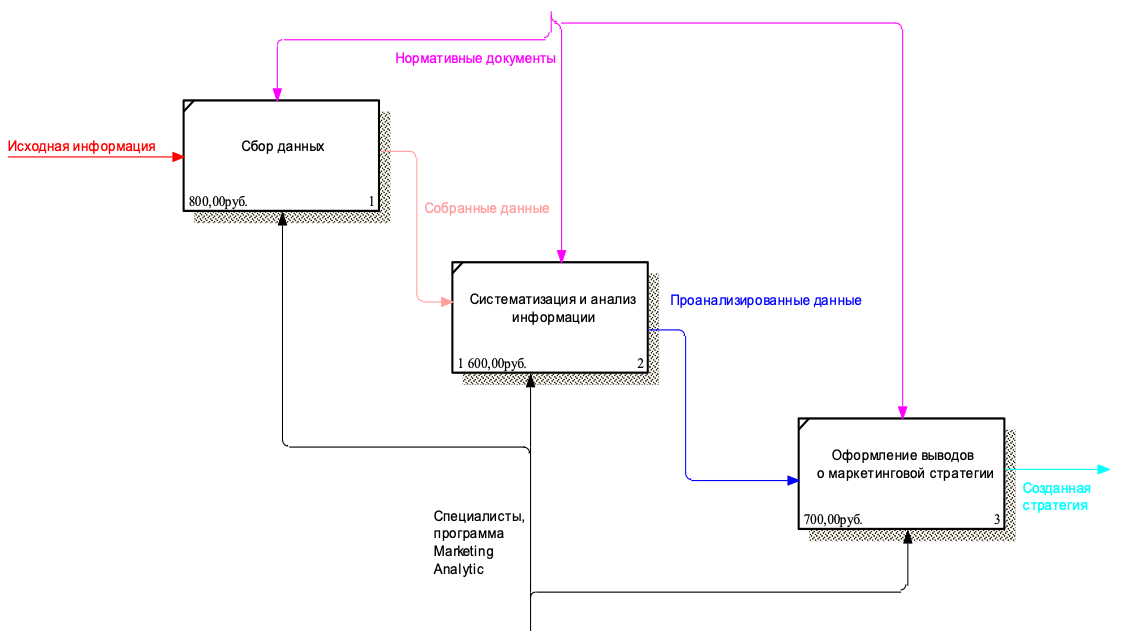 Нормативные документы
Исходная информация
Сбор данных
800,00руб.
1
Собранные данные
Систематизация и анализ
информации
1 600,00руб.
2
Проанализированные данные
Оформление выводов
о маркетинговой стратегии
700,00руб.
3
Созданная
стратегия
Специалисты,
программа
Marketing
Analytic